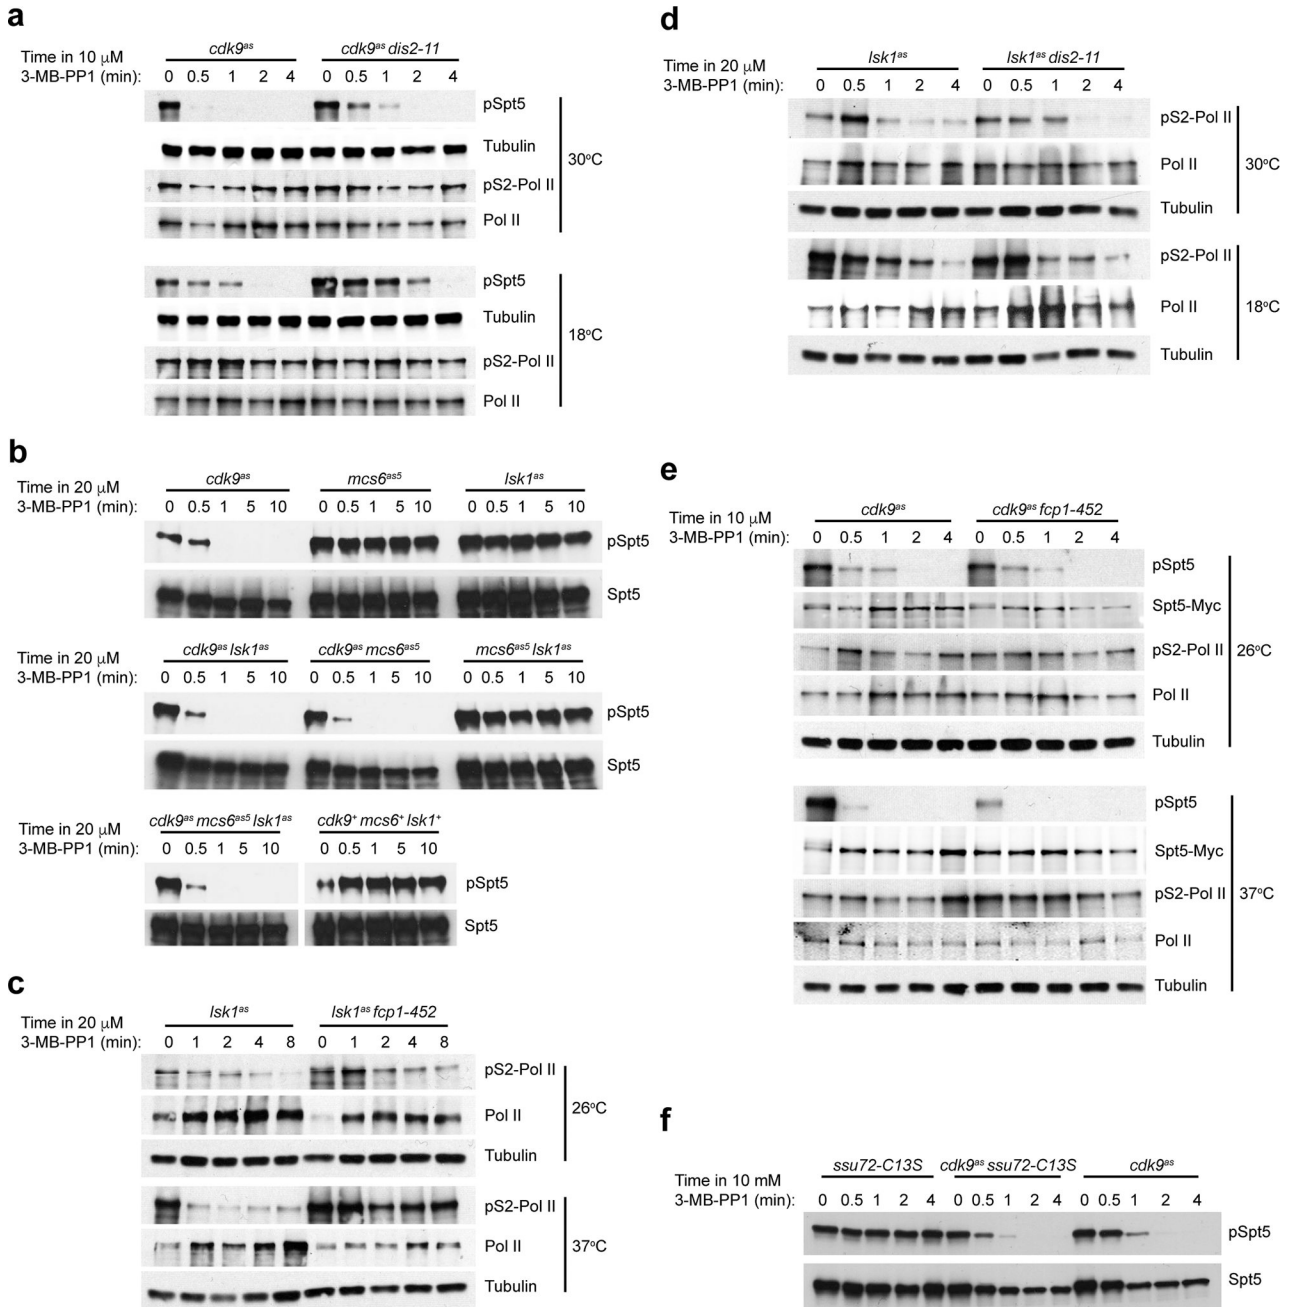 a
cdk9as cdk9as dis2-11
Time in 10 μM
3-MB-PP1 (min): 0 0.5 1 2 4 0 0.5 1 2 4
pSpt5
Tubulin
30oC
pS2-Pol II
Pol II
pSpt5
Tubulin
18oC
pS2-Pol II
Pol II
b
cdk9as mcs6as5 lsk1as
Time in 20 μM
3-MB-PP1 (min): 0 0.5 1 5 10 0 0.5 1 5 10 0 0.5 1 5 10
pSpt5
Spt5
cdk9as lsk1as cdk9as mcs6as5 mcs6as5 lsk1as
Time in 20 μM
3-MB-PP1 (min): 0 0.5 1 5 10 0 0.5 1 5 10 0 0.5 1 5 10
pSpt5
Spt5
cdk9as mcs6as5 lsk1as cdk9+ mcs6+ lsk1+
Time in 20 μM
3-MB-PP1 (min): 0 0.5 1 5 10 0 0.5 1 5 10
pSpt5
Spt5
c
lsk1as lsk1as fcp1-452
Time in 20 μM
3-MB-PP1 (min): 0 1 2 4 8 0 1 2 4 8
pS2-Pol II
Pol II
26oC
Tubulin
pS2-Pol II
Pol II
37oC
Tubulin
d
lsk1as lsk1as dis2-11
Time in 20 μM
3-MB-PP1 (min): 0 0.5 1 2 4 0 0.5 1 2 4
pS2-Pol II
Pol II
30oC
Tubulin
pS2-Pol II
Pol II
18oC
Tubulin
e
cdk9as cdk9as fcp1-452
Time in 10 μM
3-MB-PP1 (min): 0 0.5 1 2 4 0 0.5 1 2 4
pSpt5
Spt5-Myc
pS2-Pol II
26oC
Pol II
Tubulin
pSpt5
Spt5-Myc
pS2-Pol II
37oC
Pol II
Tubulin
f
ssu72-C13S cdk9as ssu72-C13S cdk9as
Time in 10 mM
3-MB-PP1 (min): 0 0.5 1 2 4 0 0.5 1 2 4 0 0.5 1 2 4
pSpt5
Spt5